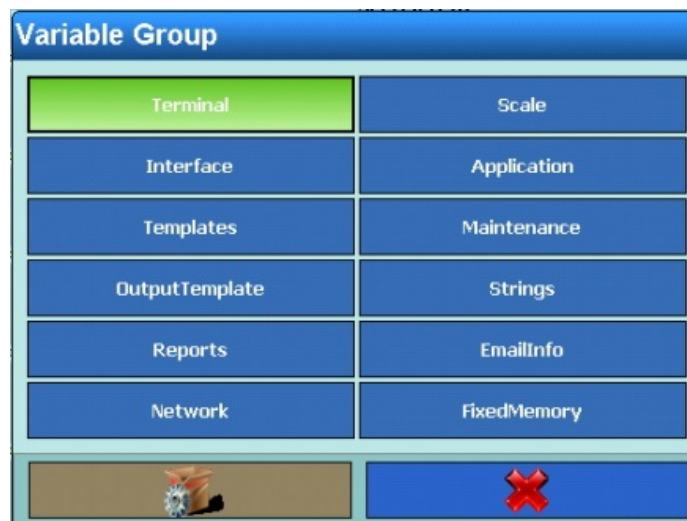 Variable Group
Terminal Scale
Interface Application
Templates Maintenance
OutputTemplate Strings
Reports EmailInfo
Network FixedMemory